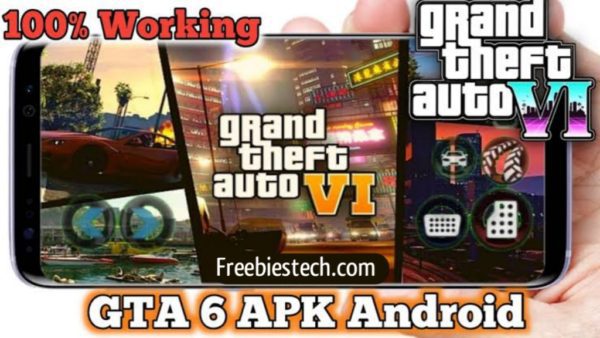 100% Working
grand
theft
auto VI
grand
theft
auto VI
Freebiestech.com
GTA 6 APK Android